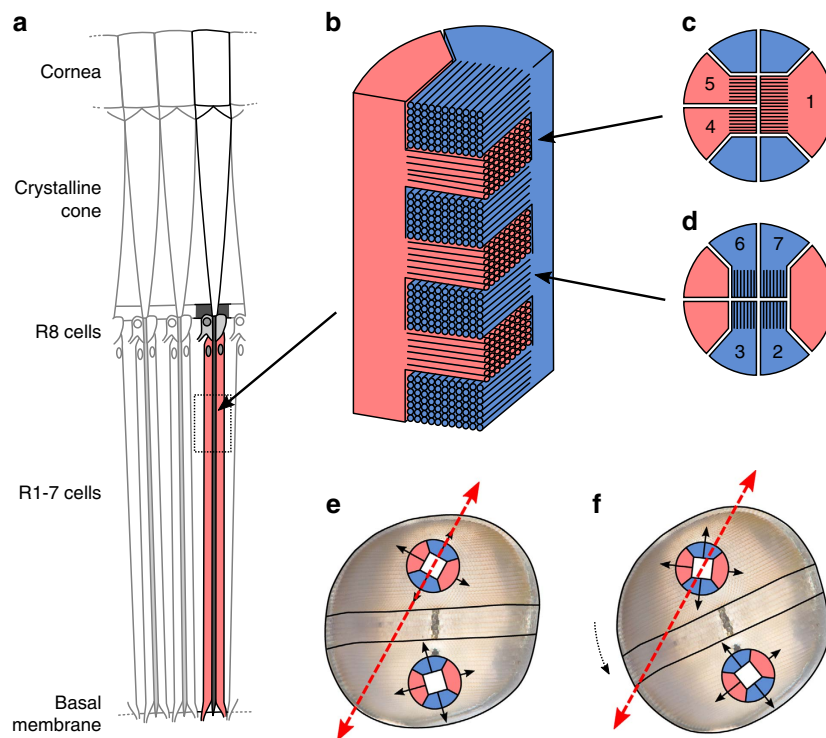 a
Cornea
Crystalline
cone
R8 cells
R1-7 cells
Basal
membrane
b
c
5
4
1
d
6
7
3
2
e
f